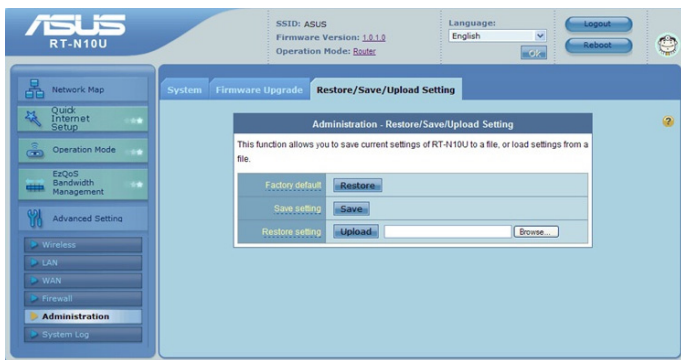 ASUS
RT-N10U
SSID: ASUS
Firmware Version: 1.0.1.0
Operation Mode: Router
Language:
English
OK
Logout
Reboot
Network Map
Quick
Internet
Setup
Operation Mode
EzQoS
Bandwidth
Management
Advanced Setting
Wireless
LAN
WAN
Firewall
Administration
System Log
System
Firmware Upgrade
Restore/Save/Upload Setting
Administration - Restore/Save/Upload Setting
This function allows you to save current settings of RT-N10U to a file, or load settings from a
file.
Factory default Restore
Save setting Save
Restore setting Upload Browse...
?